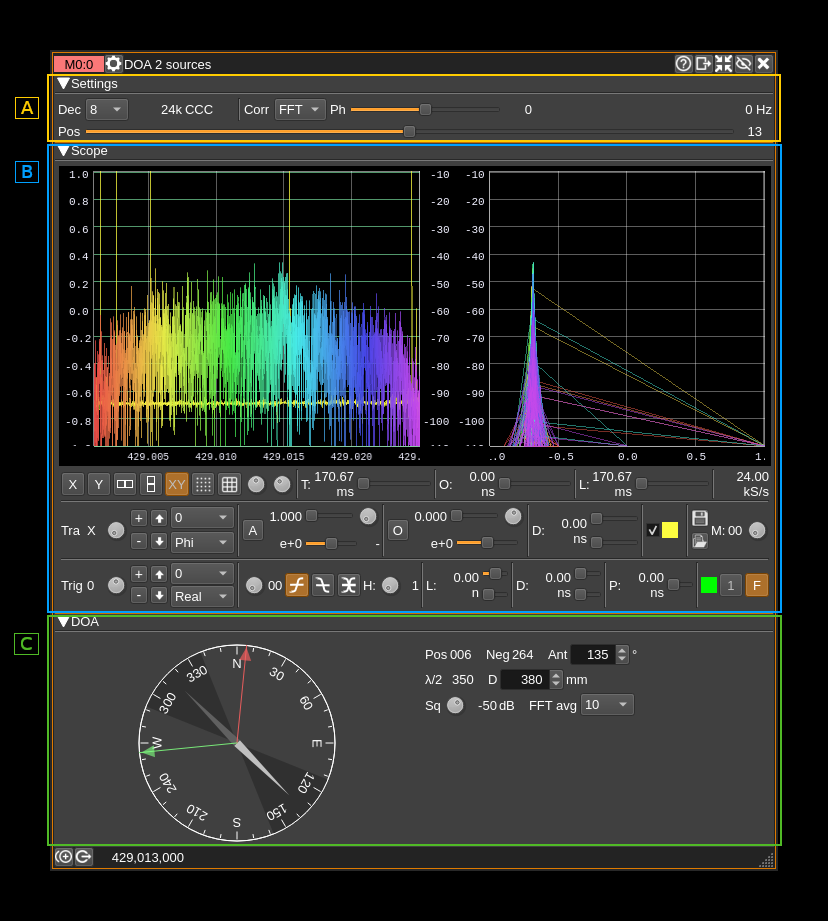 M0:0 DOA 2 sources
A
Settings
Dec 8 24k CCC Corr FFT Ph 0 0 Hz
Pos 13
B
Scope
1.0 -10 -10
0.8 -20 -20
0.6 -30 -30
0.4 -40 -40
0.2 -50 -50
0.0 -60 -60
-0.2 -70 -70
-0.4 -80 -80
-0.6 -90 -90
-0.8 -100 -100
429.005 429.010 429.015 429.020 429. .0 -0.5 0.0 0.5 1.
X Y XY T: 170.67 ms O: 0.00 ns L: 170.67 ms 24.00 kS/s
Tra X + - 0 Phi A 1.000 e+0 - O 0.000 e+0 D: 0.00 ns M: 00
Trig 0 + - 0 Real 00 H: 1 L: 0.00 n D: 0.00 ns P: 0.00 ns 1 F
C
DOA
N 30 60 E 120 150 S 210 240 W 300 330
Pos 006 Neg 264 Ant 135 °
λ/2 350 D 380 mm
Sq -50 dB FFT avg 10
429,013,000